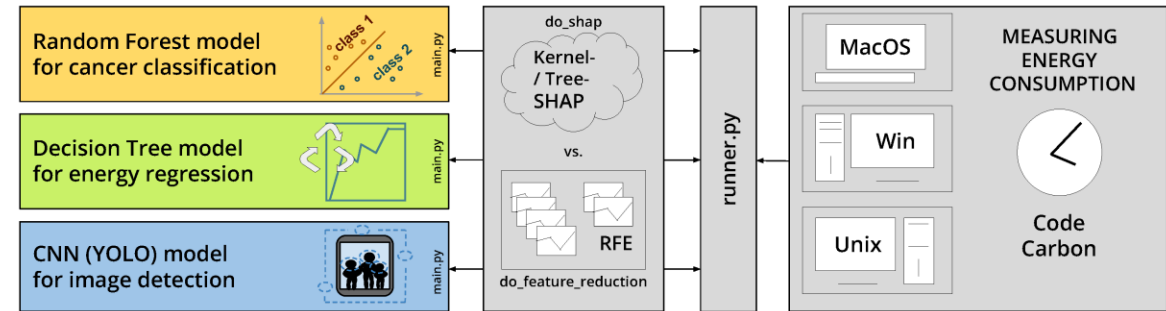 Random Forest model
for cancer classification
class 1
class 2
main.py
Decision Tree model
for energy regression
main.py
CNN (YOLO) model
for image detection
main.py
do_shap
Kernel-
/ Tree-
SHAP
vs.
RFE
do_feature_reduction
runner.py
MacOS
Win
Unix
MEASURING
ENERGY
CONSUMPTION
Code
Carbon